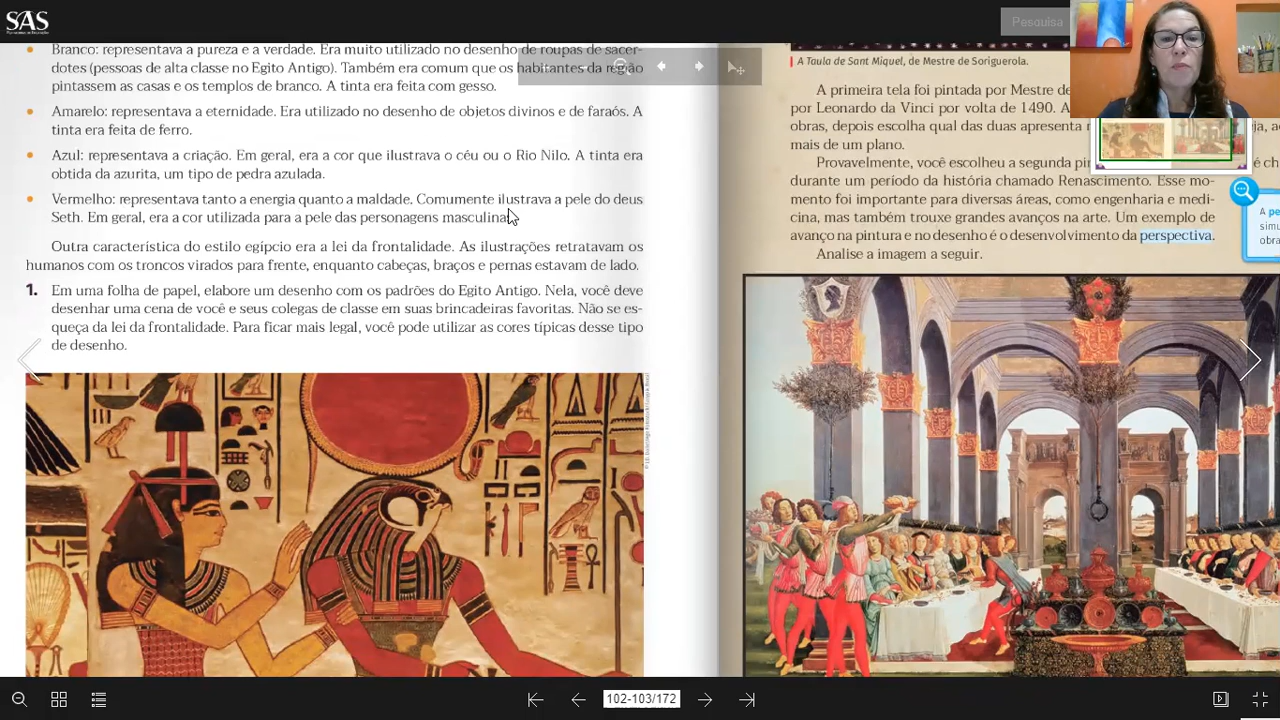 SAS
Pesquisa
Branco: representava a pureza e a verdade. Era muito utilizado no desenho de roupas de sacer-
dotes (pessoas de alta classe no Egito Antigo). Também era comum que os habitantes da região
pintassem as casas e os templos de branco. A tinta era feita com gesso.
Amarelo: representava a eternidade. Era utilizado no desenho de objetos divinos e de faraós. A
tinta era feita de ferro.
Azul: representava a criação. Em geral, era a cor que ilustrava o céu ou o Rio Nilo. A tinta era
obtida da azurita, um tipo de pedra azulada.
Vermelho: representava tanto a energia quanto a maldade. Comumente ilustrava a pele do deus
Seth. Em geral, era a cor utilizada para a pele das personagens masculinas
Outra característica do estilo egípcio era a lei da frontalidade. As ilustrações retratavam os
humanos com os troncos virados para frente, enquanto cabeças, braços e pernas estavam de lado.
1. Em uma folha de papel, elabore um desenho com os padrões do Egito Antigo. Nela, você deve
desenhar uma cena de você e seus colegas de classe em suas brincadeiras favoritas. Não se es-
queça da lei da frontalidade. Para ficar mais legal, você pode utilizar as cores típicas desse tipo
de desenho.
A Taula de Sant Miquel, de Mestre de Soriguerola.
A primeira tela foi pintada por Mestre de
por Leonardo da Vinci por volta de 1490. A
obras, depois escolha qual das duas apresenta
mais de um plano.
Provavelmente, você escolheu a segunda
durante um período da história chamado Renascimento. Esse mo-
mento foi importante para diversas áreas, como engenharia e medi-
cina, mas também trouxe grandes avanços na arte. Um exemplo de
avanço na pintura e no desenho é o desenvolvimento da perspectiva.
Analise a imagem a seguir.
A pe
simu
obra
102-103/172